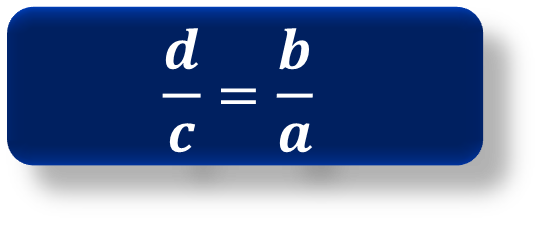 d/c = b/a